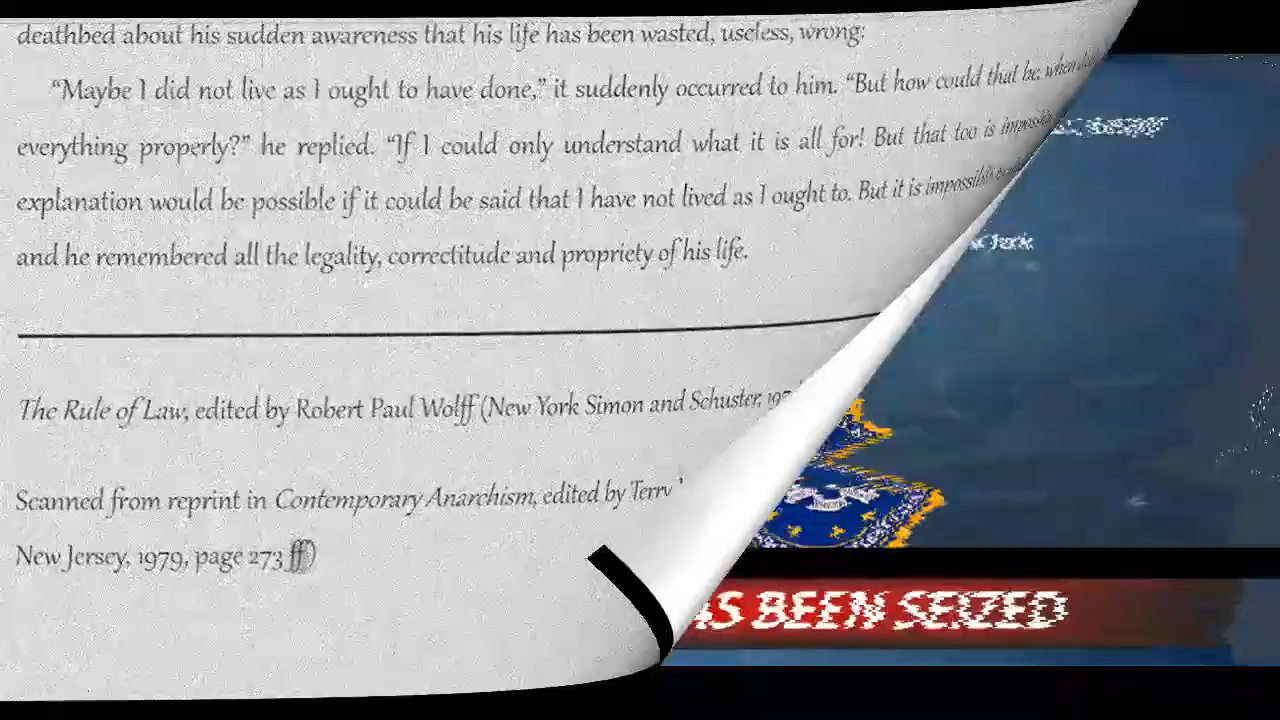 deathbed about his sudden awareness that his life has been wasted, useless, wrong:
“Maybe I did not live as I ought to have done,” it suddenly occurred to him. “But how could that be: when
everything properly?” he replied. “If I could only understand what it is all for! But that too is
explanation would be possible if it could be said that I have not lived as I ought to. But it is impossible
and he remembered all the legality, correctitude and propriety of his life.
The Rule of Law, edited by Robert Paul Wolff (New York Simon and Schuster, 197
Scanned from reprint in Contemporary Anarchism, edited by Terry
New Jersey, 1979, page 273 ff)
AS BEEN SEIZED